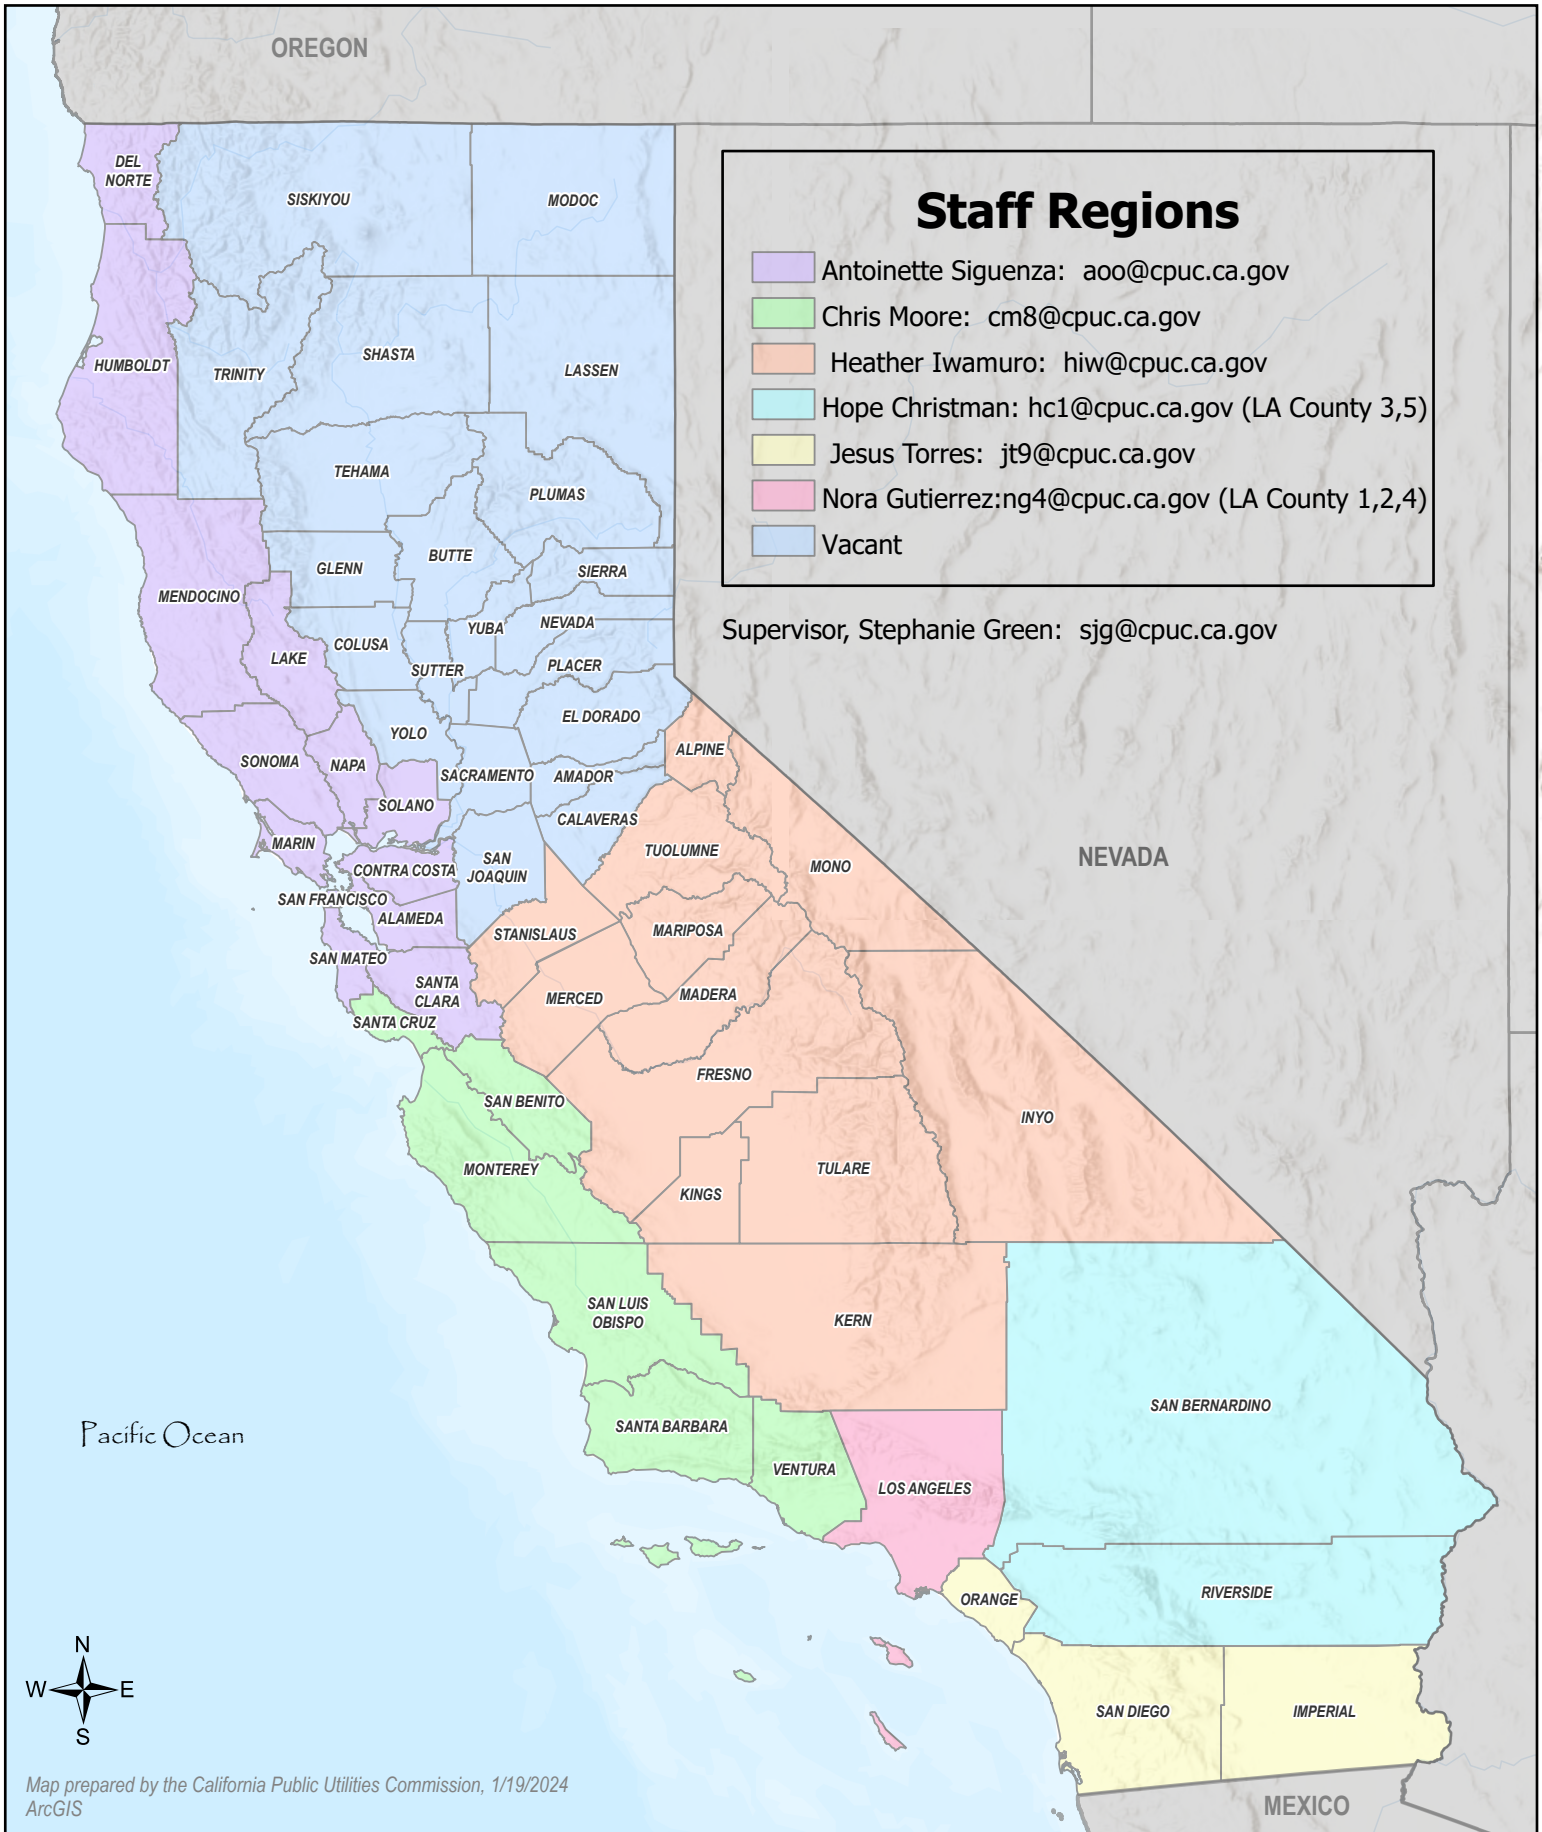 OREGON
DEL
NORTE
SISKIYOU
MODOC
Staff Regions
Antoinette Siguenza: aoo@cpuc.ca.gov
Chris Moore: cm8@cpuc.ca.gov
Heather Iwamuro: hiw@cpuc.ca.gov
Hope Christman: hc1@cpuc.ca.gov (LA County 3,5)
Jesus Torres: jt9@cpuc.ca.gov
Nora Gutierrez:ng4@cpuc.ca.gov (LA County 1,2,4)
Vacant
Supervisor, Stephanie Green: sjg@cpuc.ca.gov
HUMBOLDT
TRINITY
SHASTA
LASSEN
TEHAMA
PLUMAS
GLENN
BUTTE
SIERRA
MENDOCINO
COLUSA
YUBA
NEVADA
LAKE
SUTTER
PLACER
YOLO
EL DORADO
SONOMA
NAPA
SACRAMENTO
AMADOR
ALPINE
SOLANO
CALAVERAS
MARIN
CONTRA COSTA
SAN
JOAQUIN
TUOLUMNE
MONO
NEVADA
SAN FRANCISCO
ALAMEDA
STANISLAUS
MARIPOSA
SAN MATEO
SANTA
CLARA
MERCED
MADERA
SANTA CRUZ
FRESNO
SAN BENITO
INYO
MONTEREY
KINGS
TULARE
SAN LUIS
OBISPO
KERN
SAN BERNARDINO
SANTA BARBARA
VENTURA
LOS ANGELES
Pacific Ocean
ORANGE
RIVERSIDE
SAN DIEGO
IMPERIAL
N
W
E
S
Map prepared by the California Public Utilities Commission, 1/19/2024
ArcGIS
MEXICO